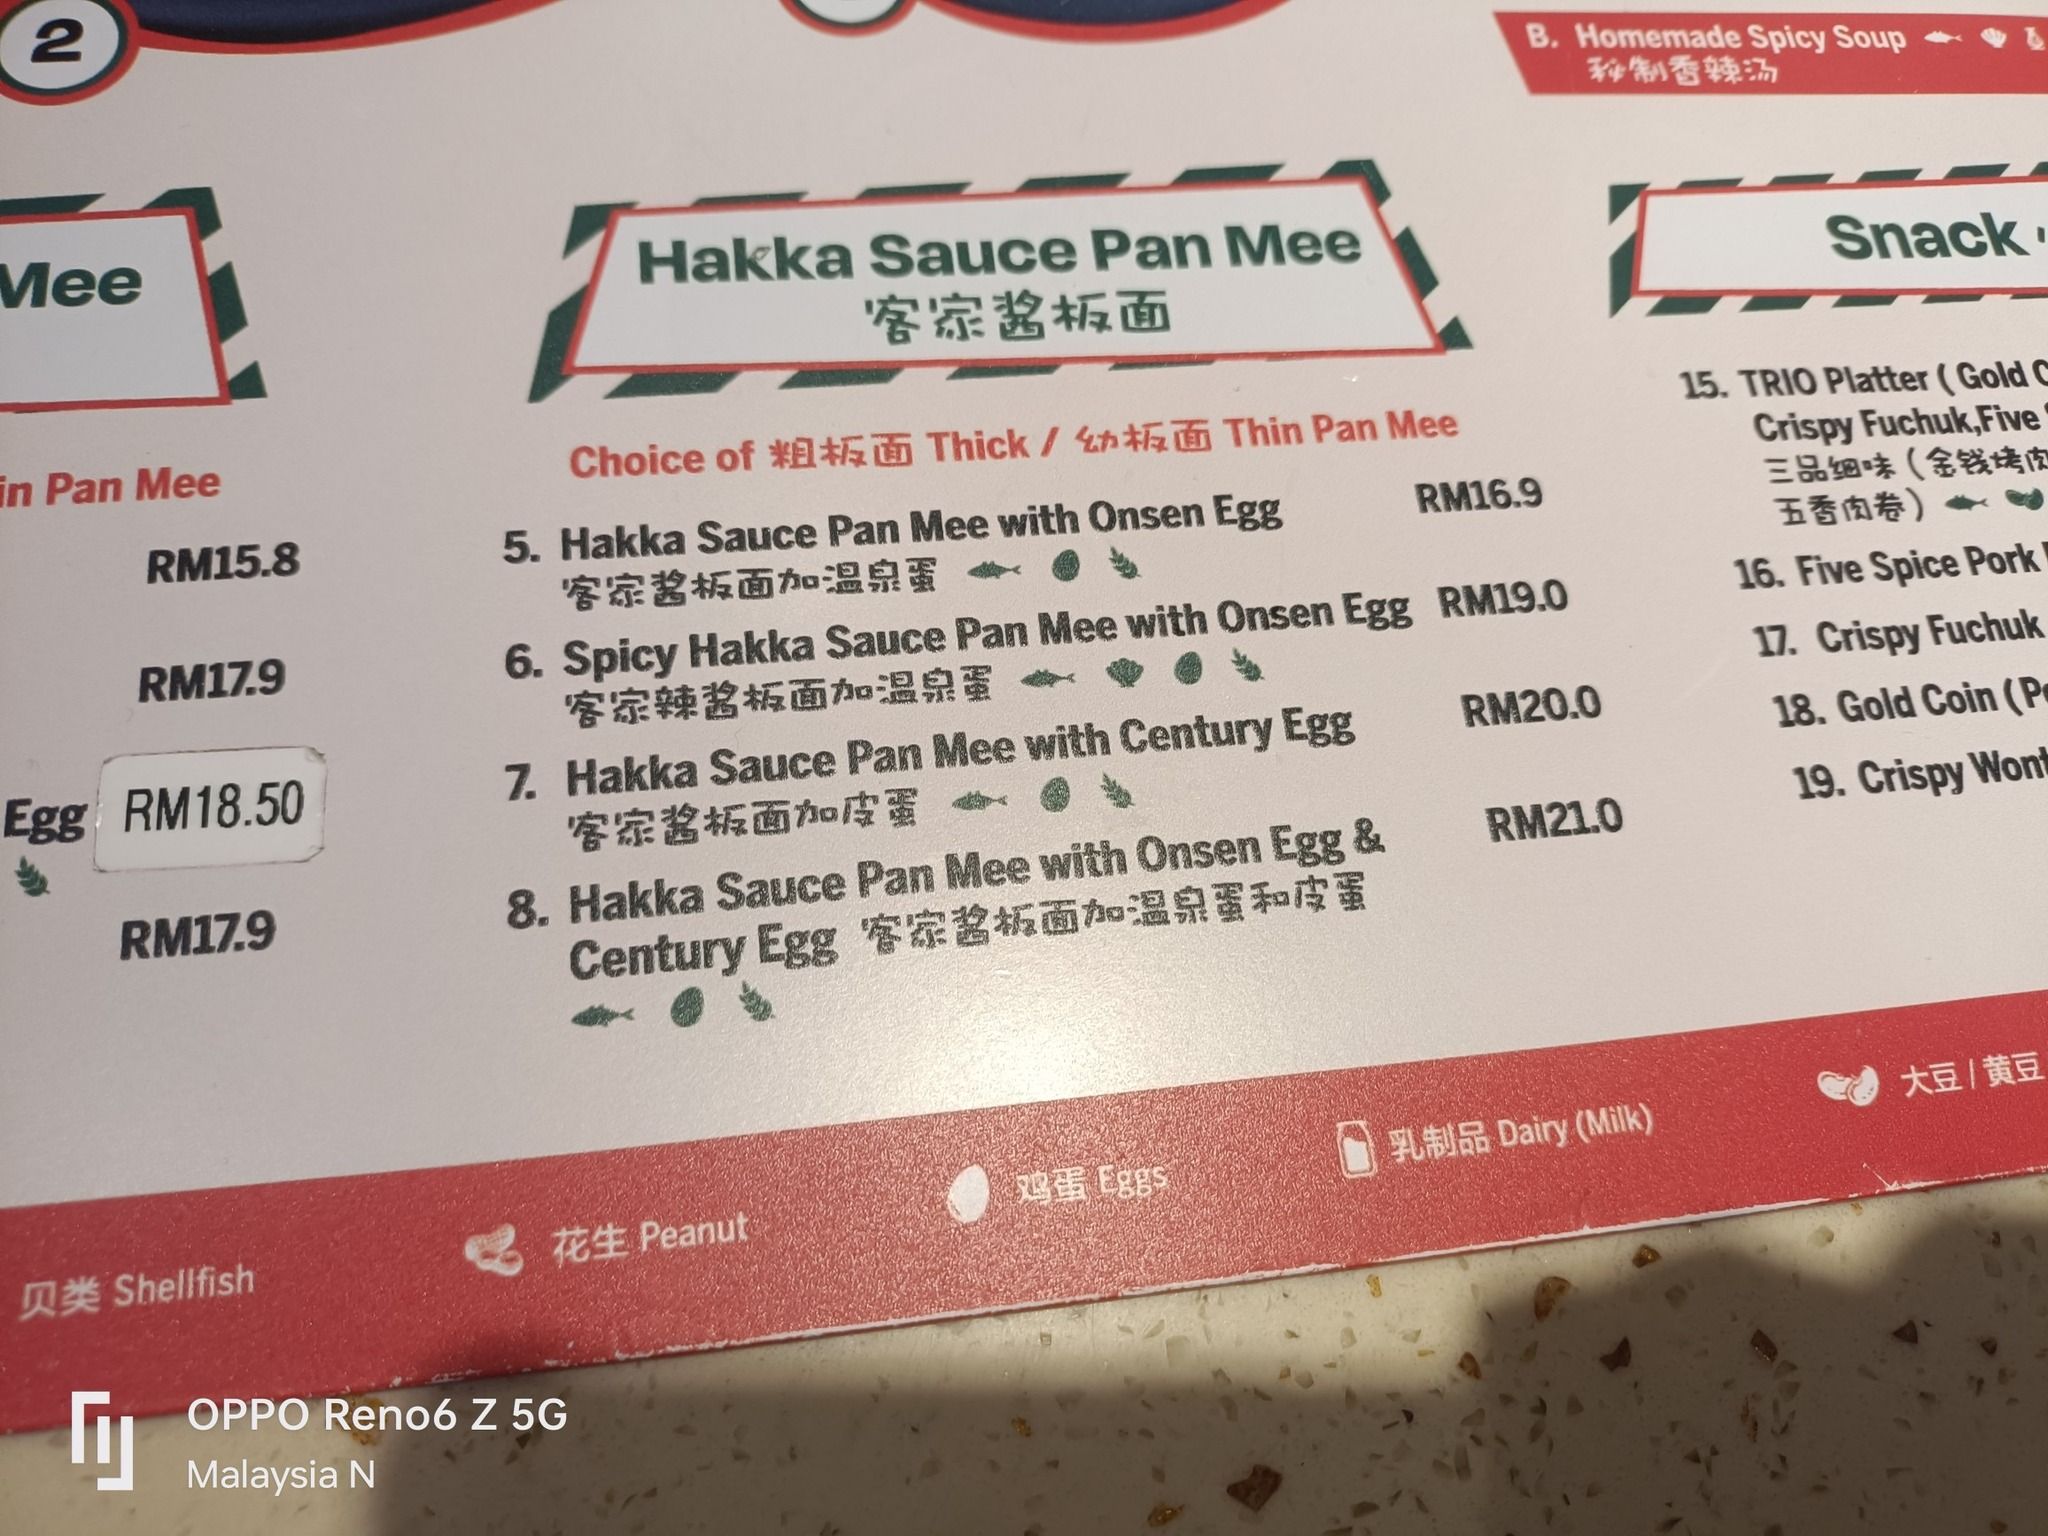 2
B. Homemade Spicy Soup
秘制香辣汤
Mee
in Pan Mee
RM15.8
RM17.9
Egg RM18.50
RM17.9
Hakka Sauce Pan Mee
客家酱板面
Choice of 粗板面 Thick / 幼板面 Thin Pan Mee
5. Hakka Sauce Pan Mee with Onsen Egg RM16.9
客家酱板面加温泉蛋
6. Spicy Hakka Sauce Pan Mee with Onsen Egg RM19.0
客家辣酱板面加温泉蛋
7. Hakka Sauce Pan Mee with Century Egg RM20.0
客家酱板面加皮蛋
8. Hakka Sauce Pan Mee with Onsen Egg & RM21.0
Century Egg 客家酱板面加温泉蛋和皮蛋
Snack
15. TRIO Platter ( Gold
Crispy Fuchuk,Five
三品细味 ( 金钱烤肉
五香肉卷 )
16. Five Spice Pork
17. Crispy Fuchuk
18. Gold Coin (
19. Crispy
贝类 Shellfish
花生 Peanut
鸡蛋 Eggs
乳制品 Dairy (Milk)
大豆 / 黄豆
OPPO Reno6 Z 5G
Malaysia N